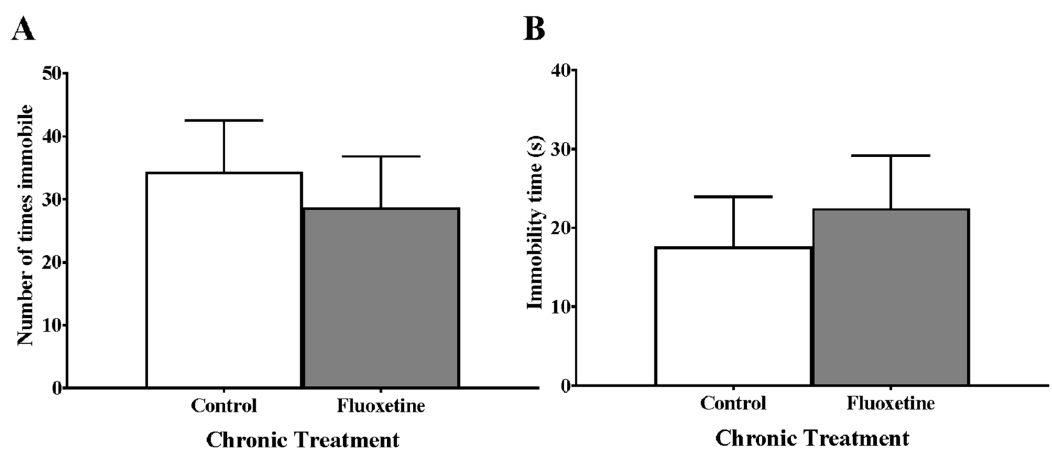 A
Number of times immobile
50
40
30
20
10
0
Control
Fluoxetine
Chronic Treatment
B
Immobility time (s)
40
30
20
10
0
Control
Fluoxetine
Chronic Treatment